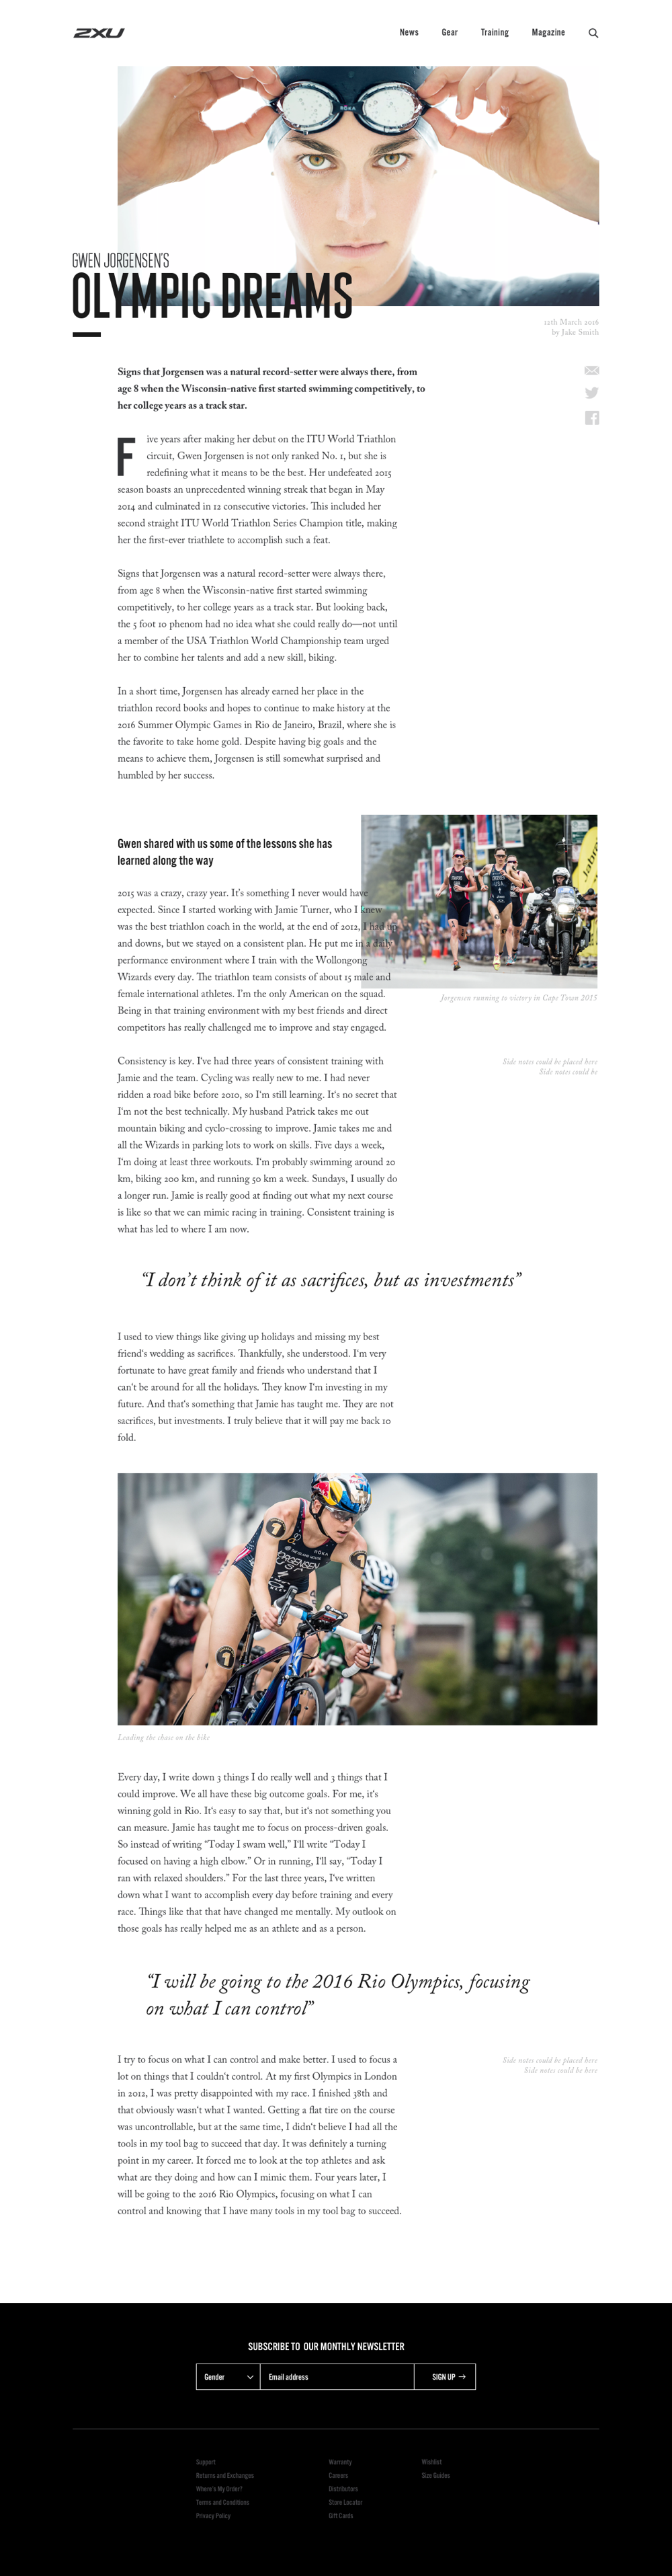 2XU
News Gear Training Magazine
ROKA
GWEN JORGENSEN'S
OLYMPIC DREAMS
12th March 2016
by Jake Smith
Signs that Jorgensen was a natural record-setter were always there, from
age 8 when the Wisconsin-native first started swimming competitively, to
her college years as a track star.
Five years after making her debut on the ITU World Triathlon
circuit, Gwen Jorgensen is not only ranked No. 1, but she is
redefining what it means to be the best. Her undefeated 2015
season boasts an unprecedented winning streak that began in May
2014 and culminated in 12 consecutive victories. This included her
second straight ITU World Triathlon Series Champion title, making
her the first-ever triathlete to accomplish such a feat.
Signs that Jorgensen was a natural record-setter were always there,
from age 8 when the Wisconsin-native first started swimming
competitively, to her college years as a track star. But looking back,
the 5 foot 10 phenom had no idea what she could really do—not until
a member of the USA Triathlon World Championship team urged
her to combine her talents and add a new skill, biking.
In a short time, Jorgensen has already earned her place in the
triathlon record books and hopes to continue to make history at the
2016 Summer Olympic Games in Rio de Janeiro, Brazil, where she is
the favorite to take home gold. Despite having big goals and the
means to achieve them, Jorgensen is still somewhat surprised and
humbled by her success.
Gwen shared with us some of the lessons she has
learned along the way
2015 was a crazy, crazy year. It's something I never would have
expected. Since I started working with Jamie Turner, who I knew
was the best triathlon coach in the world, at the end of 2012, I had up
and downs, but we stayed on a consistent plan. He put me in a daily
performance environment where I train with the Wollongong
Wizards every day. The triathlon team consists of about 15 male and
female international athletes. I'm the only American on the squad.
Being in that training environment with my best friends and direct
competitors has really challenged me to improve and stay engaged.
Jorgensen running to victory in Cape Town 2015
Consistency is key. I've had three years of consistent training with
Jamie and the team. Cycling was really new to me. I had never
ridden a road bike before 2010, so I'm still learning. It's no secret that
I'm not the best technically. My husband Patrick takes me out
mountain biking and cyclo-crossing to improve. Jamie takes me and
all the Wizards in parking lots to work on skills. Five days a week,
I'm doing at least three workouts. I'm probably swimming around 20
km, biking 200 km, and running 50 km a week. Sundays, I usually do
a longer run. Jamie is really good at finding out what my next course
is like so that we can mimic racing in training. Consistent training is
what has led to where I am now.
Side notes could be placed here
Side notes could be
“I don't think of it as sacrifices, but as investments”
I used to view things like giving up holidays and missing my best
friend's wedding as sacrifices. Thankfully, she understood. I'm very
fortunate to have great family and friends who understand that I
can't be around for all the holidays. They know I'm investing in my
future. And that's something that Jamie has taught me. They are not
sacrifices, but investments. I truly believe that it will pay me back 10
fold.
Leading the chase on the bike
Every day, I write down 3 things I do really well and 3 things that I
could improve. We all have these big outcome goals. For me, it's
winning gold in Rio. It's easy to say that, but it's not something you
can measure. Jamie has taught me to focus on process-driven goals.
So instead of writing “Today I swam well,” I'll write “Today I
focused on having a high elbow.” Or in running, I'll say, “Today I
ran with relaxed shoulders.” For the last three years, I've written
down what I want to accomplish every day before training and every
race. Things like that that have changed me mentally. My outlook on
those goals has really helped me as an athlete and as a person.
“I will be going to the 2016 Rio Olympics, focusing
on what I can control”
I try to focus on what I can control and make better. I used to focus a
lot on things that I couldn't control. At my first Olympics in London
in 2012, I was pretty disappointed with my race. I finished 38th and
that obviously wasn't what I wanted. Getting a flat tire on the course
was uncontrollable, but at the same time, I didn't believe I had all the
tools in my tool bag to succeed that day. It was definitely a turning
point in my career. It forced me to look at the top athletes and ask
what are they doing and how can I mimic them. Four years later, I
will be going to the 2016 Rio Olympics, focusing on what I can
control and knowing that I have many tools in my tool bag to succeed.
Side notes could be placed here
Side notes could be here
SUBSCRIBE TO OUR MONTHLY NEWSLETTER
Gender Email address SIGN UP →
Support Warranty Wishlist
Returns and Exchanges Careers Size Guides
Where's My Order? Distributors
Terms and Conditions Store Locator
Privacy Policy Gift Cards